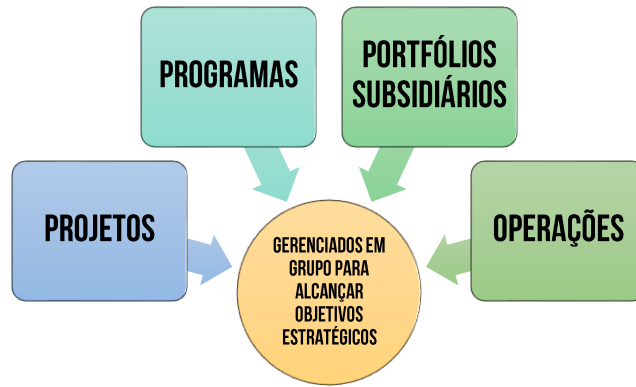 PROGRAMAS
PORTFÓLIOS
SUBSIDIÁRIOS
PROJETOS
GERENCIADOS EM
GRUPO PARA
ALCANÇAR
OBJETIVOS
ESTRATÉGICOS
OPERAÇÕES